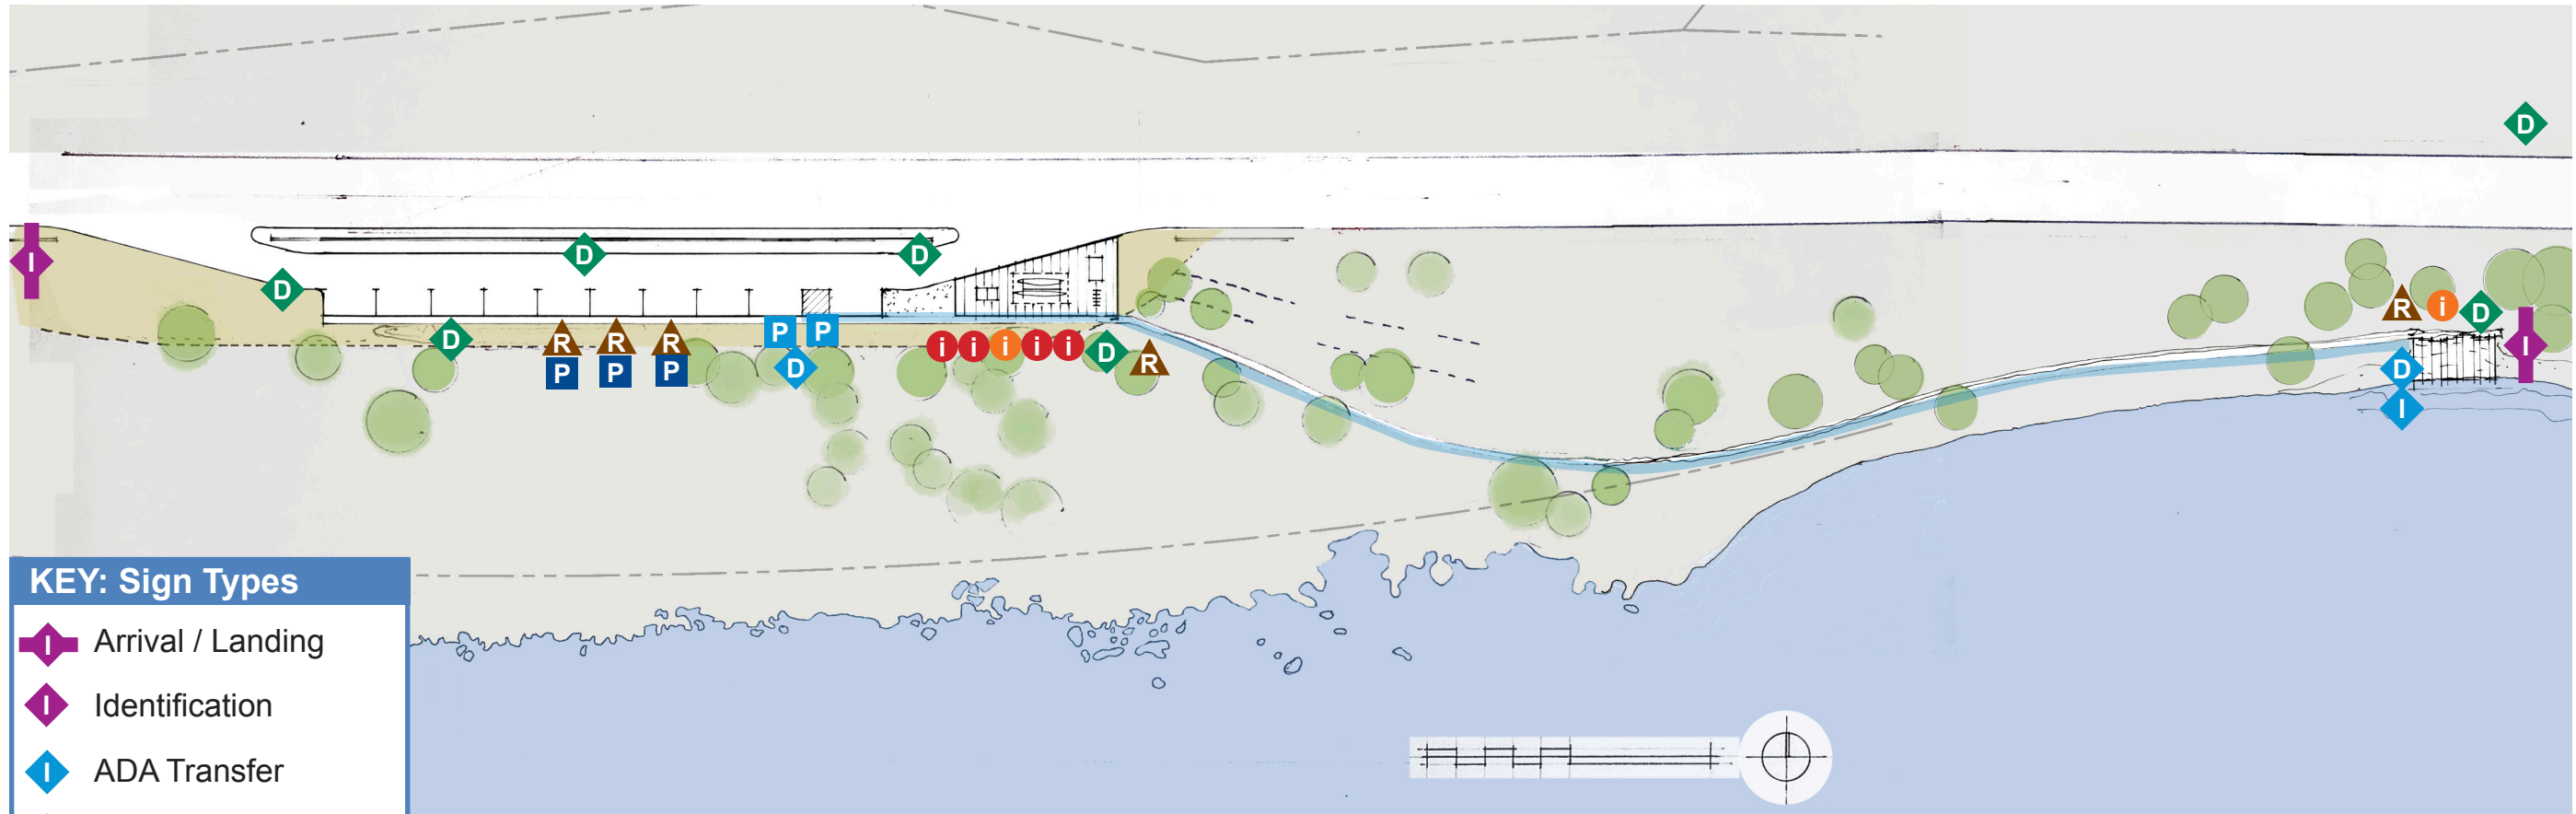 D
I
D
D
D
D
R
R
R
P
P
P
P
P
D
i
i
i
i
i
D
R
R
i
D
I
D
I
KEY: Sign Types
I Arrival / Landing
I Identification
I ADA Transfer